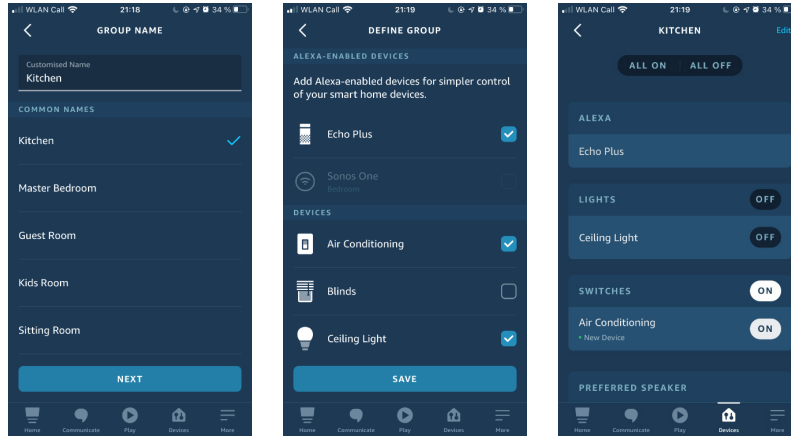 WLAN Call 21:18 34 %
GROUP NAME
Customised Name
Kitchen
COMMON NAMES
Kitchen
Master Bedroom
Guest Room
Kids Room
Sitting Room
NEXT
Home Communicate Play Devices More
WLAN Call 21:19 34 %
DEFINE GROUP
ALEXA-ENABLED DEVICES
Add Alexa-enabled devices for simpler control
of your smart home devices.
Echo Plus
Sonos One
Bedroom
DEVICES
Air Conditioning
Blinds
Ceiling Light
SAVE
Home Communicate Play Devices More
WLAN Call 21:19 34 %
KITCHEN Edit
ALL ON ALL OFF
ALEXA
Echo Plus
LIGHTS OFF
Ceiling Light OFF
SWITCHES ON
Air Conditioning ON
• New Device
PREFERRED SPEAKER
Home Communicate Play Devices More